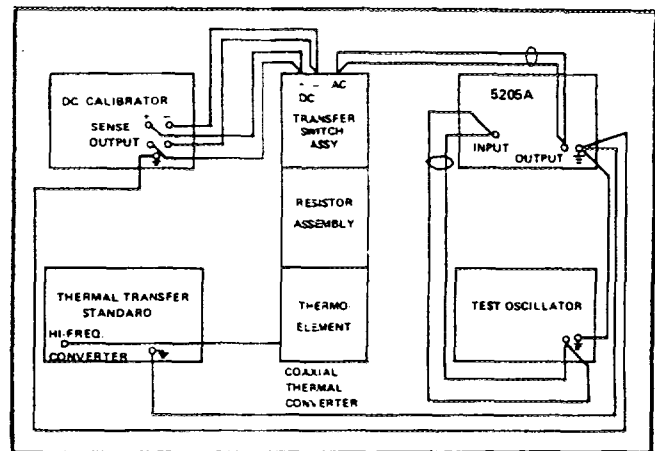 DC CALIBRATOR
+ −
SENSE
OUTPUT
+ − AC
DC
TRANSFER
SWITCH
ASSY
RESISTOR
ASSEMBLY
THERMO-
ELEMENT
COAXIAL
THERMAL
CONVERTER
5205A
INPUT
OUTPUT
THERMAL TRANSFER
STANDARD
HI-FREQ.
CONVERTER
TEST OSCILLATOR